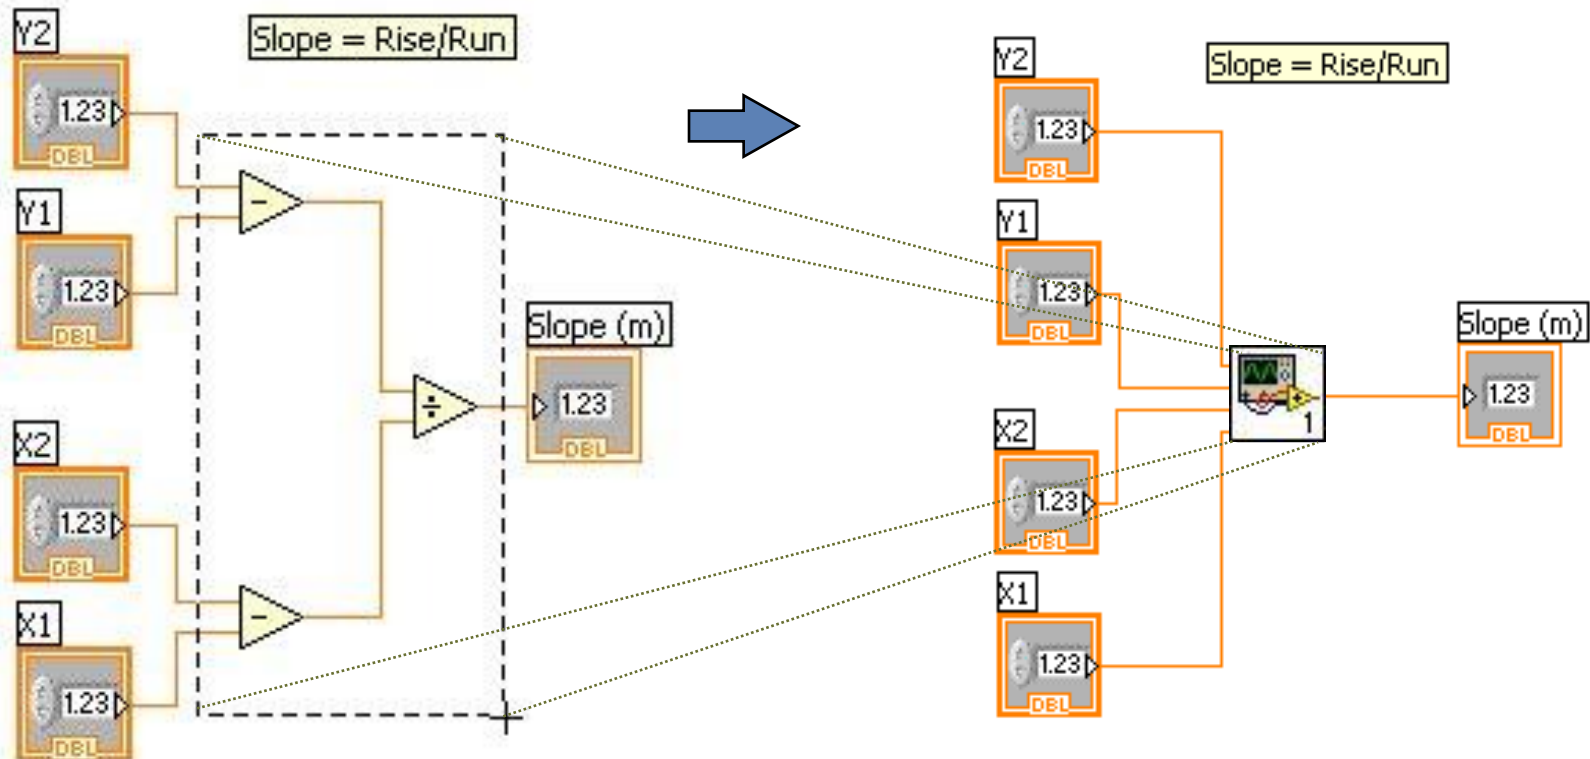 Y2
Slope = Rise/Run
1.23
DBL
Y1
1.23
DBL
Slope (m)
1.23
DBL
X2
1.23
DBL
X1
1.23
DBL
−
−
÷
Y2
Slope = Rise/Run
1.23
DBL
Y1
1.23
DBL
Slope (m)
1.23
DBL
1
X2
1.23
DBL
X1
1.23
DBL